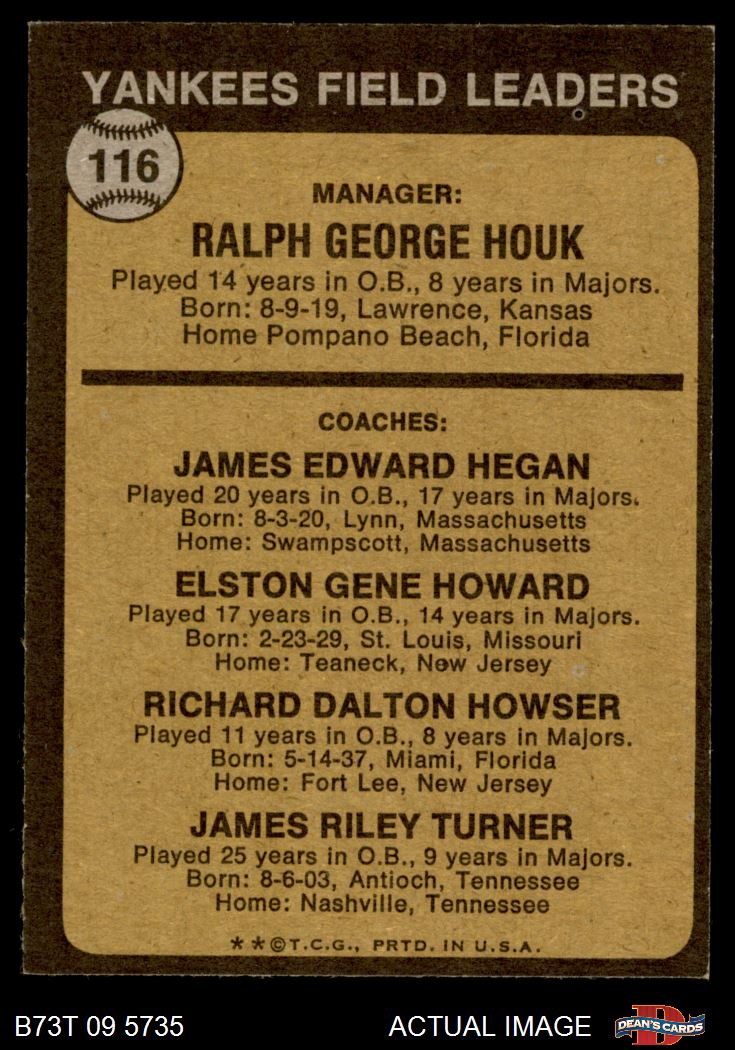 YANKEES FIELD LEADERS
116
MANAGER:
RALPH GEORGE HOUK
Played 14 years in O.B., 8 years in Majors.
Born: 8-9-19, Lawrence, Kansas
Home Pompano Beach, Florida
COACHES:
JAMES EDWARD HEGAN
Played 20 years in O.B., 17 years in Majors.
Born: 8-3-20, Lynn, Massachusetts
Home: Swampscott, Massachusetts
ELSTON GENE HOWARD
Played 17 years in O.B., 14 years in Majors.
Born: 2-23-29, St. Louis, Missouri
Home: Teaneck, New Jersey
RICHARD DALTON HOWSER
Played 11 years in O.B., 8 years in Majors.
Born: 5-14-37, Miami, Florida
Home: Fort Lee, New Jersey
JAMES RILEY TURNER
Played 25 years in O.B., 9 years in Majors.
Born: 8-6-03, Antioch, Tennessee
Home: Nashville, Tennessee
* * © T.C.G., PRTD. IN U.S.A.
B73T 09 5735 ACTUAL IMAGE D DEAN'S CARDS